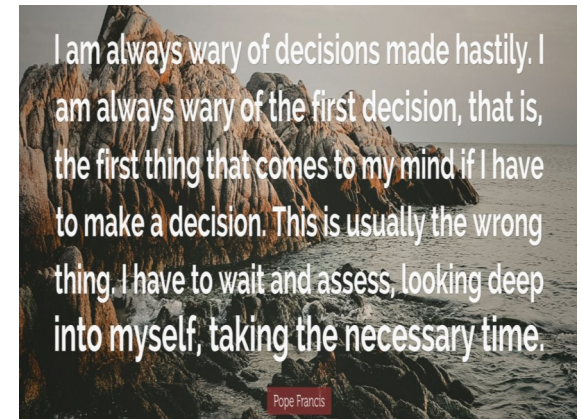 I am always wary of decisions made hastily. I
am always wary of the first decision, that is,
the first thing that comes to my mind if I have
to make a decision. This is usually the wrong
thing. I have to wait and assess, looking deep
into myself, taking the necessary time.
Pope Francis